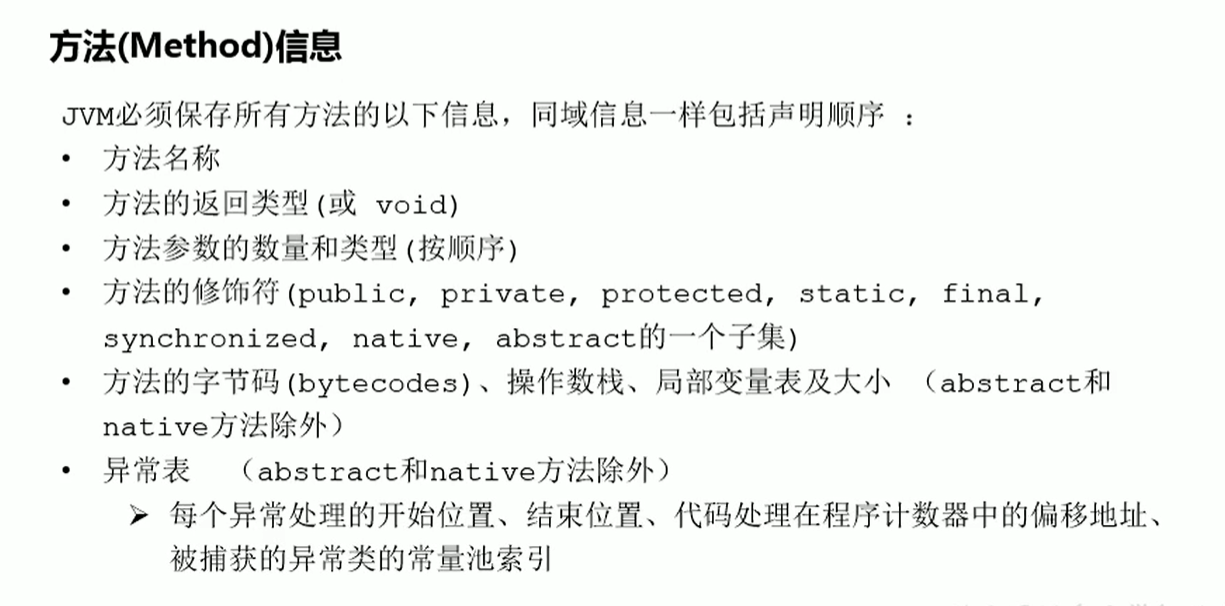 方法(Method)信息
JVM必须保存所有方法的以下信息，同域信息一样包括声明顺序 ：
• 方法名称
• 方法的返回类型(或 void)
• 方法参数的数量和类型(按顺序)
• 方法的修饰符(public, private, protected, static, final,
synchronized, native, abstract的一个子集)
• 方法的字节码(bytecodes)、操作数栈、局部变量表及大小 （abstract和
native方法除外）
• 异常表 （abstract和native方法除外）
➢ 每个异常处理的开始位置、结束位置、代码处理在程序计数器中的偏移地址、
被捕获的异常类的常量池索引